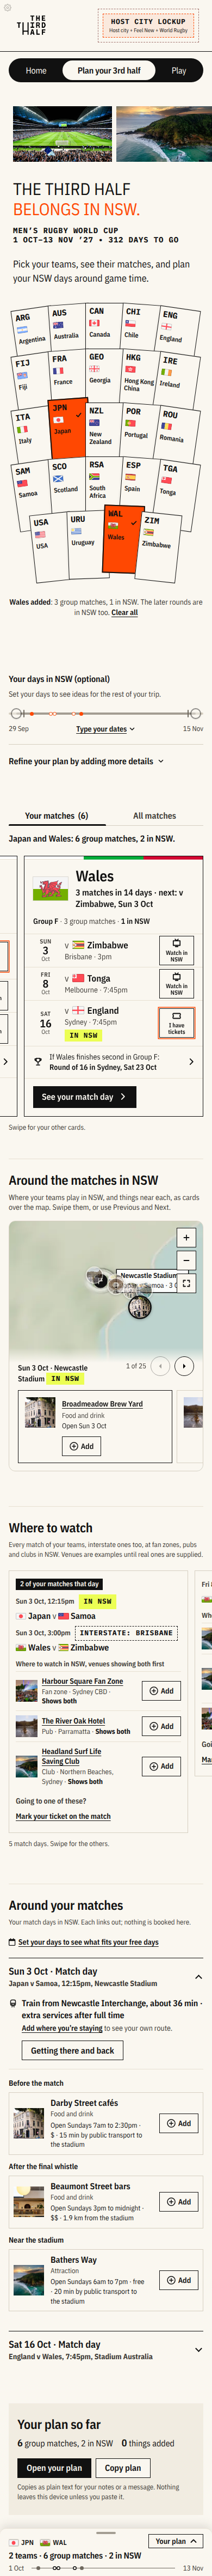 THE
THIRD
HALF
HOST CITY LOCKUP
Host city + Feel New + World Rugby
Home
Plan your 3rd half
Play
THE THIRD HALF
BELONGS IN NSW.
MEN'S RUGBY WORLD CUP
1 OCT–13 NOV '27 • 312 DAYS TO GO
Pick your teams, see their matches, and plan
your NSW days around game time.
ARG
Argentina
AUS
Australia
CAN
Canada
CHI
Chile
ENG
England
FIJ
Fiji
FRA
France
GEO
Georgia
HKG
Hong Kong
China
IRE
Ireland
ITA
Italy
JPN
Japan
NZL
New
Zealand
POR
Portugal
ROU
Romania
SAM
Samoa
SCO
Scotland
RSA
South
Africa
ESP
Spain
TGA
Tonga
USA
USA
URU
Uruguay
WAL
Wales
ZIM
Zimbabwe
Wales added: 3 group matches, 1 in NSW. The later rounds are
in NSW too. Clear all
Your days in NSW (optional)
Set your days to see ideas for the rest of your trip.
29 Sep
Type your dates
15 Nov
Refine your plan by adding more details
Your matches (6)
All matches
Japan and Wales: 6 group matches, 2 in NSW.
Wales
3 matches in 14 days · next: v
Zimbabwe, Sun 3 Oct
Group F · 3 group matches · 1 in NSW
SUN
3
Oct
v Zimbabwe
Brisbane · 3pm
Watch in
NSW
FRI
8
Oct
v Tonga
Melbourne · 7:45pm
Watch in
NSW
SAT
16
Oct
v England
Sydney · 7:45pm
IN NSW
I have
tickets
If Wales finishes second in Group F:
Round of 16 in Sydney, Sat 23 Oct
See your match day
Swipe for your other cards.
Around the matches in NSW
Where your teams play in NSW, and things near each, as cards
over the map. Swipe them, or use Previous and Next.
Newcastle Stadium
Sun 3 Oct · Newcastle
Stadium IN NSW
1 of 25
Broadmeadow Brew Yard
Food and drink
Open Sun 3 Oct
Add
Where to watch
Every match of your teams, interstate ones too, at fan zones, pubs
and clubs in NSW. Venues are examples until real ones are supplied.
2 of your matches that day
Sun 3 Oct, 12:15pm IN NSW
Japan v Samoa
Sun 3 Oct, 3:00pm INTERSTATE: BRISBANE
Wales v Zimbabwe
Where to watch in NSW, venues showing both first
Harbour Square Fan Zone
Fan zone · Sydney CBD ·
Shows both
Add
The River Oak Hotel
Pub · Parramatta · Shows both
Add
Headland Surf Life
Saving Club
Club · Northern Beaches,
Sydney · Shows both
Add
Going to one of these?
Mark your ticket on the match
5 match days. Swipe for the others.
Around your matches
Your match days in NSW. Each links out; nothing is booked here.
Set your days to see what fits your free days
Sun 3 Oct · Match day
Japan v Samoa, 12:15pm, Newcastle Stadium
Train from Newcastle Interchange, about 36 min ·
extra services after full time
Add where you're staying to see your own route.
Getting there and back
Before the match
Darby Street cafés
Food and drink
Open Sundays 7am to 2:30pm ·
$ · 15 min by public transport to
the stadium
Add
After the final whistle
Beaumont Street bars
Food and drink
Open Sundays 3pm to midnight ·
$$ · 1.9 km from the stadium
Add
Near the stadium
Bathers Way
Attraction
Open Sundays 6am to 7pm · free
· 20 min by public transport to
the stadium
Add
Sat 16 Oct · Match day
England v Wales, 7:45pm, Stadium Australia
Your plan so far
6 group matches, 2 in NSW 0 things added
Open your plan
Copy plan
Copies as plain text for your notes or a message. Nothing
leaves this device unless you paste it.
JPN WAL
Your plan
2 teams · 6 group matches · 2 in NSW
1 Oct
13 Nov